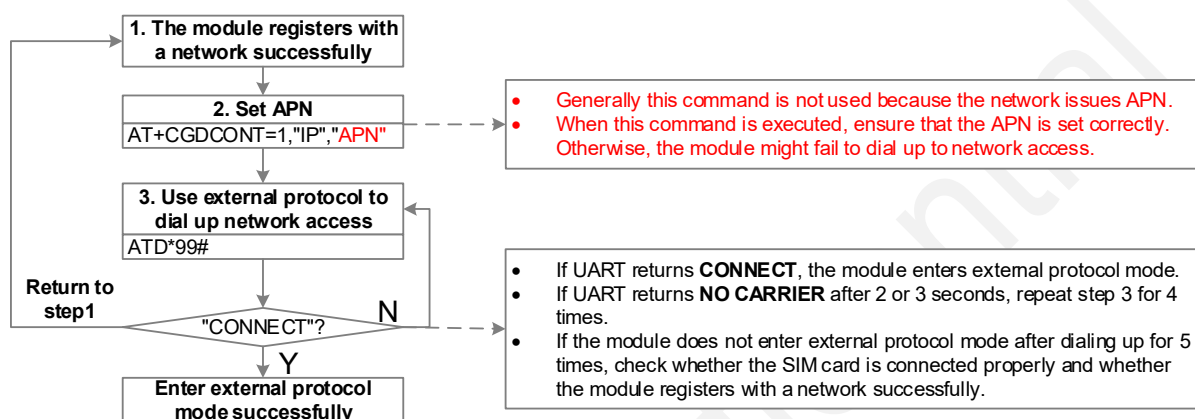 1. The module registers with
a network successfully
2. Set APN
AT+CGDCONT=1,"IP","APN"
• Generally this command is not used because the network issues APN.
• When this command is executed, ensure that the APN is set correctly.
Otherwise, the module might fail to dial up to network access.
3. Use external protocol to
dial up network access
ATD*99#
Return to
step1
"CONNECT"?
N
Y
• If UART returns CONNECT, the module enters external protocol mode.
• If UART returns NO CARRIER after 2 or 3 seconds, repeat step 3 for 4
times.
• If the module does not enter external protocol mode after dialing up for 5
times, check whether the SIM card is connected properly and whether
the module registers with a network successfully.
Enter external protocol
mode successfully